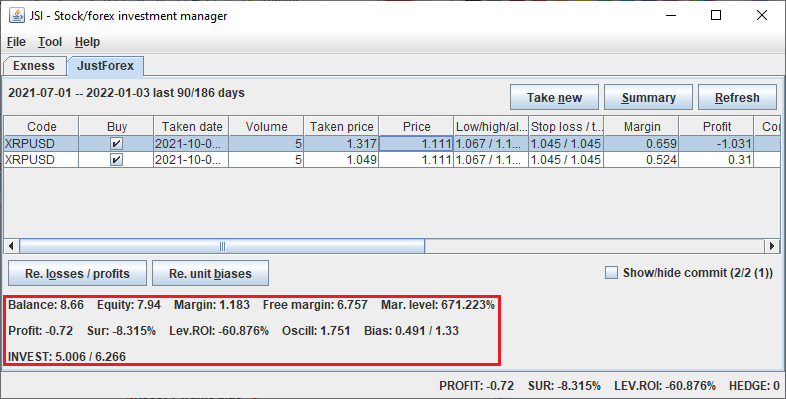 JSI - Stock/forex investment manager
File Tool Help
Exness JustForex
2021-07-01 -- 2022-01-03 last 90/186 days
Take new Summary Refresh
Code Buy Taken date Volume Taken price Price Low/high/al... Stop loss / t... Margin Profit Cor
XRPUSD 2021-10-0... 5 1.317 1.111 1.067 / 1.1... 1.045 / 1.045 0.659 -1.031
XRPUSD 2021-10-0... 5 1.049 1.111 1.067 / 1.1... 1.045 / 1.045 0.524 0.31
Re. losses / profits Re. unit biases Show/hide commit (2/2 (1))
Balance: 8.66 Equity: 7.94 Margin: 1.183 Free margin: 6.757 Mar. level: 671.223%
Profit: -0.72 Sur: -8.315% Lev.ROI: -60.876% Oscill: 1.751 Bias: 0.491 / 1.33
INVEST: 5.006 / 6.266
PROFIT: -0.72 SUR: -8.315% LEV.ROI: -60.876% HEDGE: 0